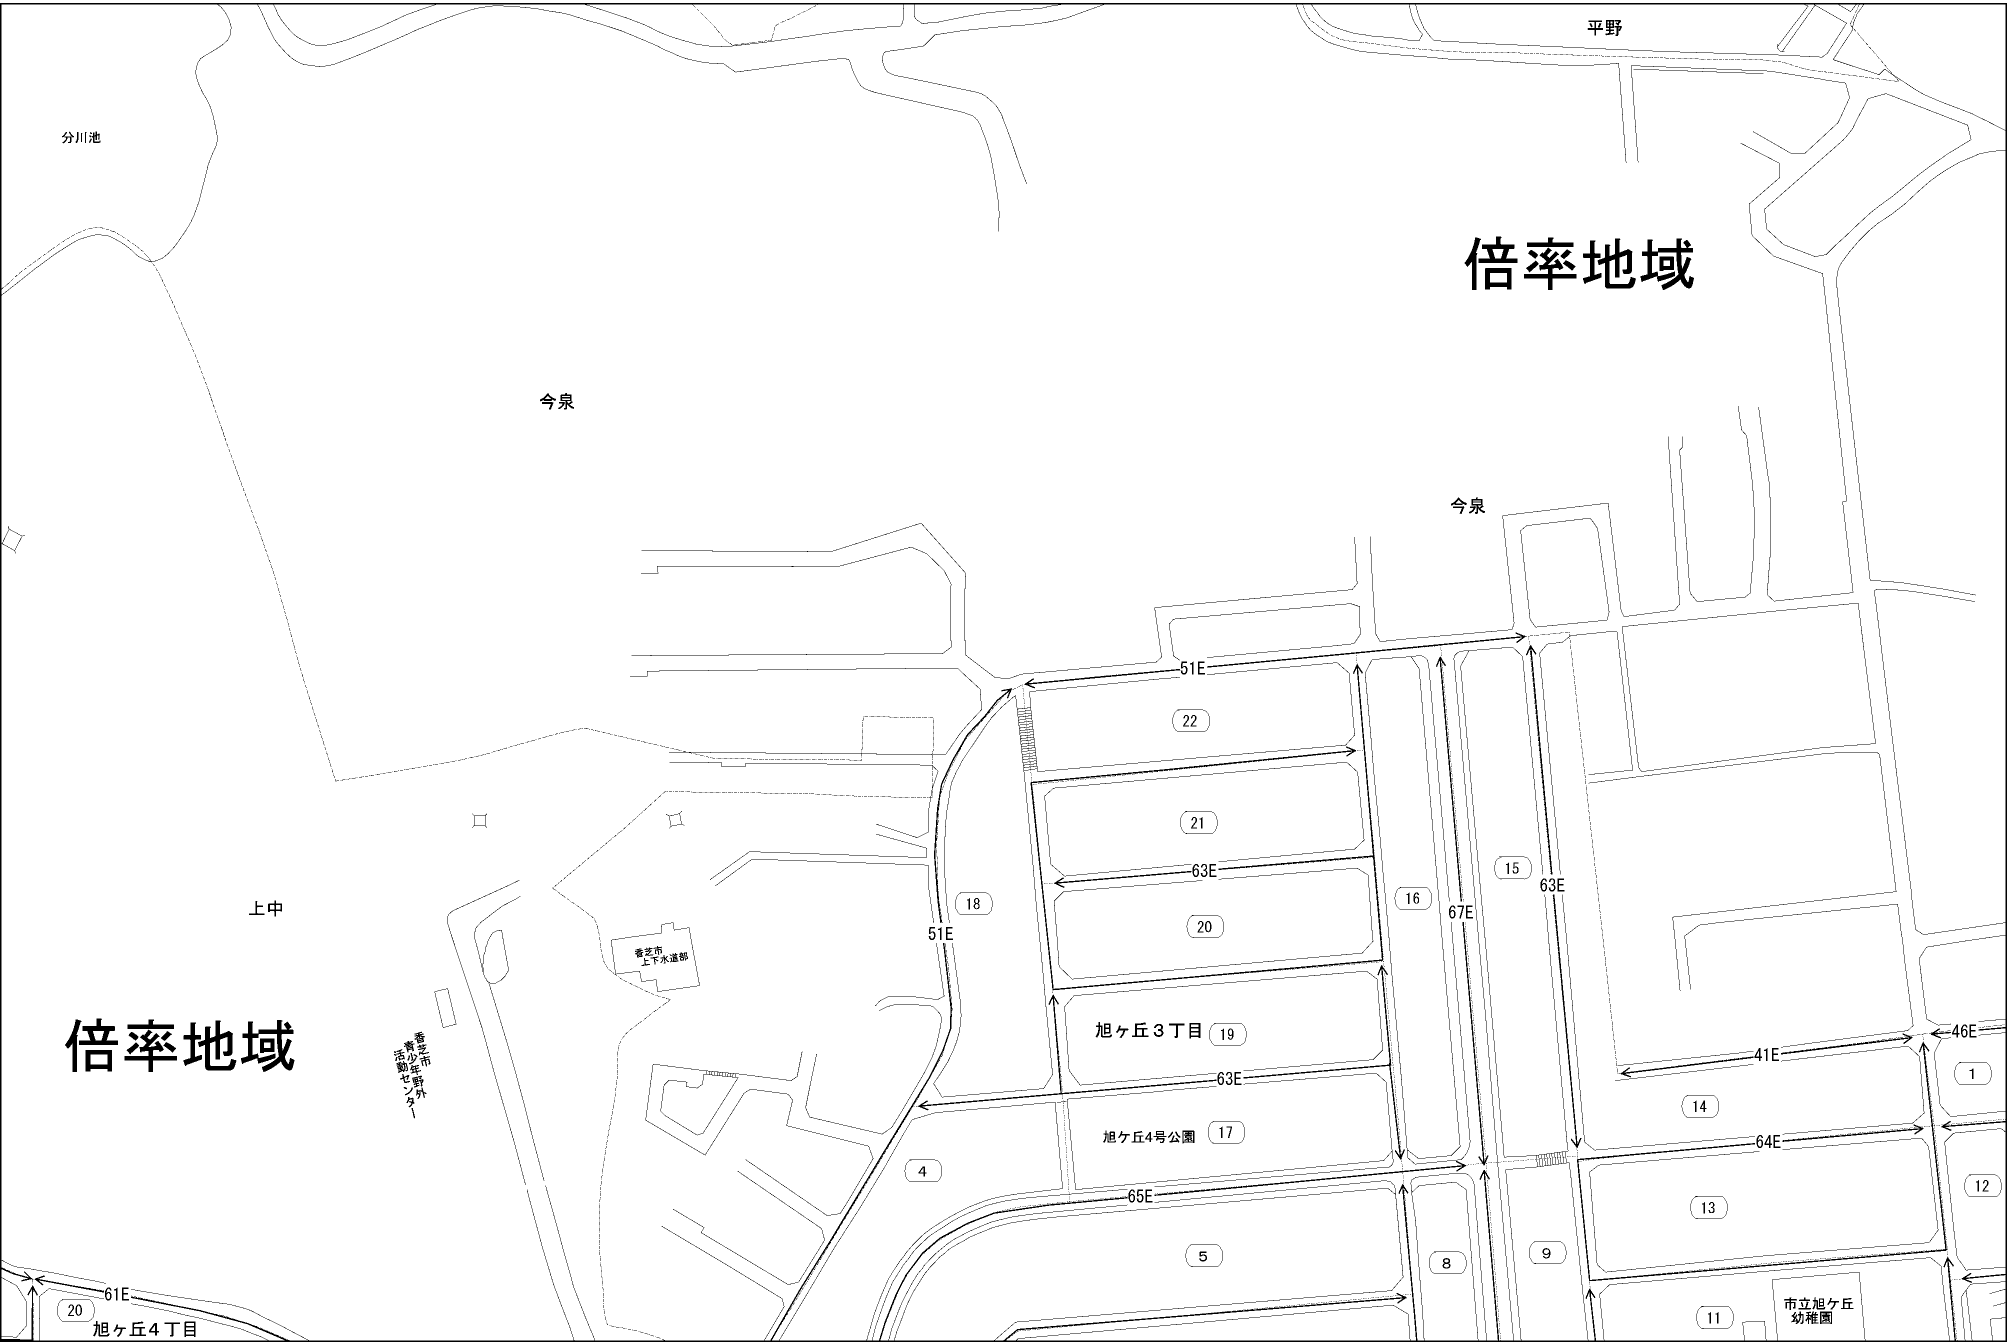 平野
分川池
倍率地域
今泉
今泉
51E
22
21
63E
15
16
63E
20
18
上中
67E
51E
香芝市
上下水道部
旭ヶ丘３丁目
19
46E
倍率地域
香芝市
青少年野外
活動センター
41E
1
63E
14
旭ケ丘4号公園
17
64E
4
12
65E
13
5
9
8
61E
20
市立旭ケ丘
幼稚園
11
旭ヶ丘４丁目